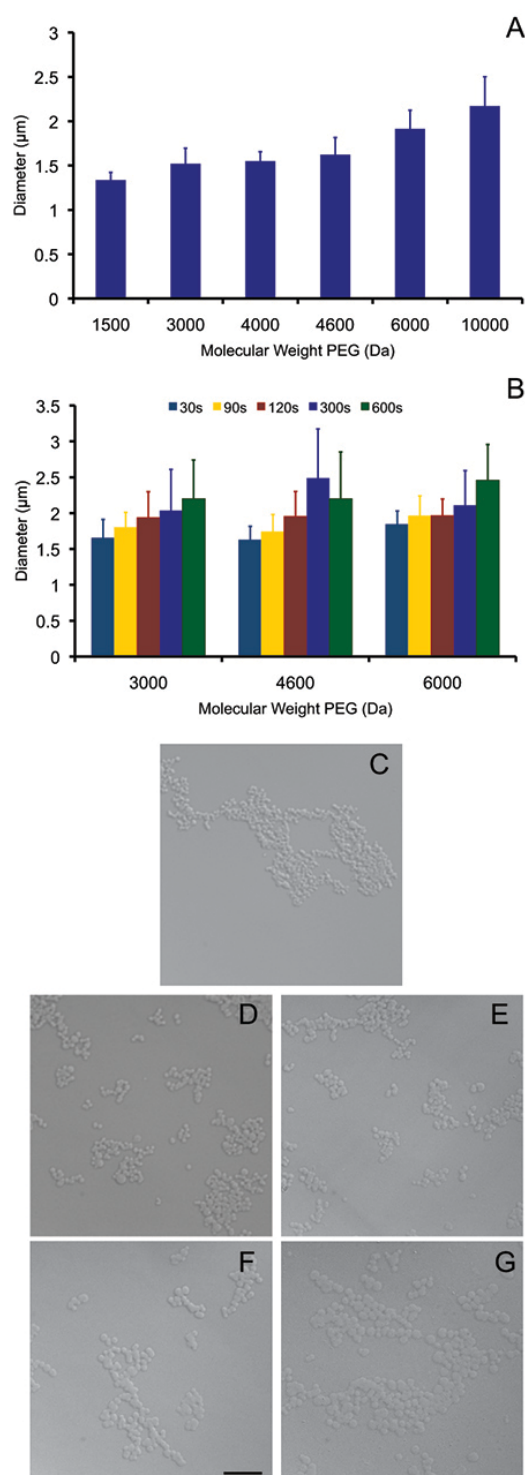 A
3
2.5
2
1.5
1
0.5
0
Diameter (µm)
1500 3000 4000 4600 6000 10000
Molecular Weight PEG (Da)
B
30s 90s 120s 300s 600s
3.5
3
2.5
2
1.5
1
0.5
0
Diameter (µm)
3000 4600 6000
Molecular Weight PEG (Da)
C
D E
F G